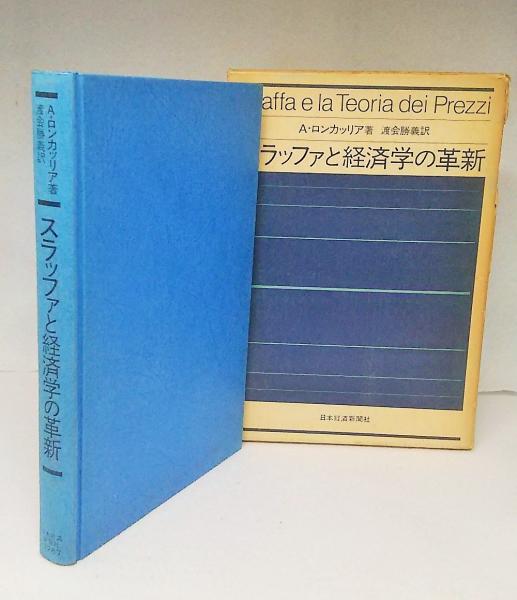 A・ロンカッリア著
渡会勝義訳
スラッファと経済学の革新
affa e la Teoria dei Prezzi
A・ロンカッリア著 渡会勝義訳
ラッファと経済学の革新
日本経済新聞社